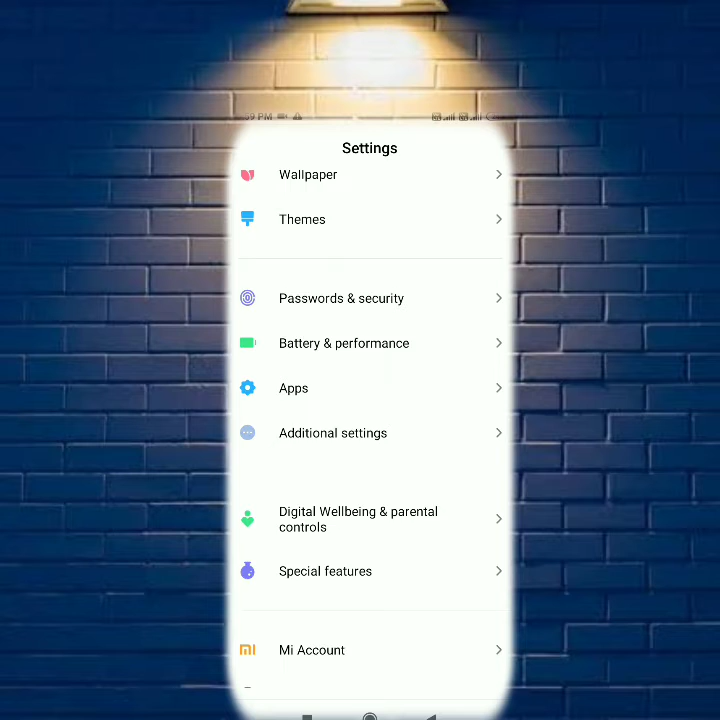 Settings
Wallpaper
Themes
Passwords & security
Battery & performance
Apps
Additional settings
Digital Wellbeing & parental
controls
Special features
Mi Account